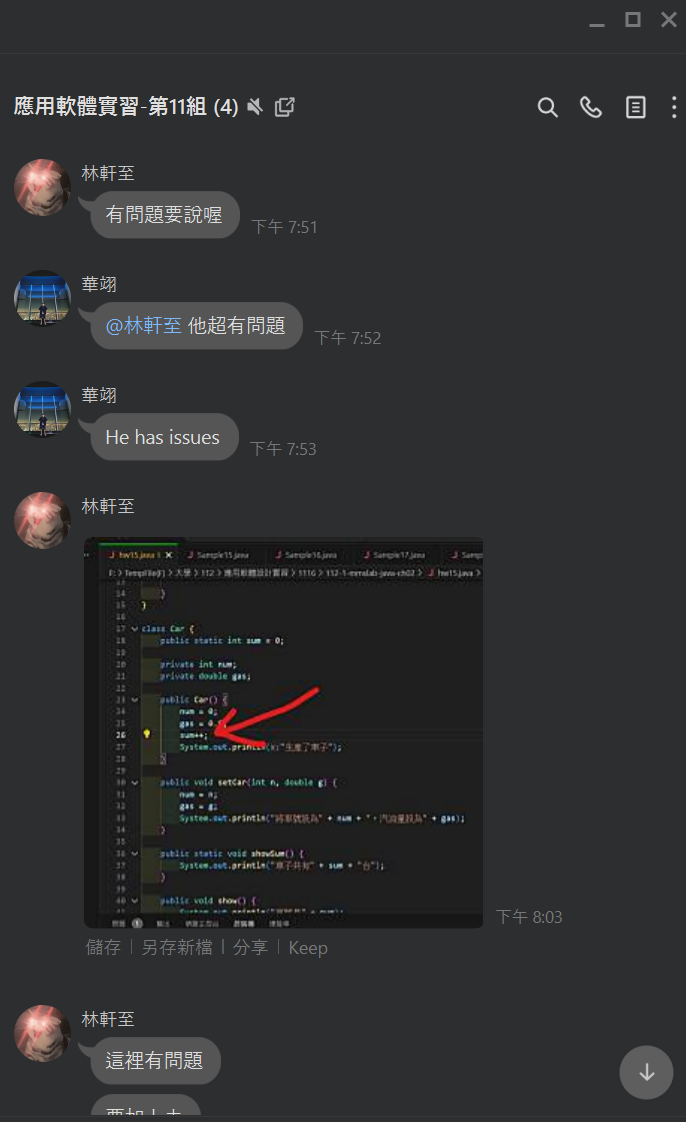 應用軟體實習-第11組 (4)
林軒至
有問題要說喔
下午 7:51
華翊
@林軒至 他超有問題
下午 7:52
華翊
He has issues
下午 7:53
林軒至
hw15.java 1 Sample15.java Sample16.java Sample17.java
14 }
15 }
16
17 class Car {
18 public static int sum = 0;
19
20 private int num;
21 private double gas;
22
23 public Car() {
24 num = 0;
25 gas = 0.
26 sum++;
27 System.out.println("生產了車子");
28 }
29
30 public void setCar(int n, double g) {
31 num = n;
32 gas = g;
33 System.out.println("將車號設為" + num + "，汽油量設為" + gas);
34 }
35
36 public static void showSum() {
37 System.out.println("車子共有" + sum + "台");
38 }
39
40 public void show() {
下午 8:03
儲存 | 另存新檔 | 分享 | Keep
林軒至
這裡有問題